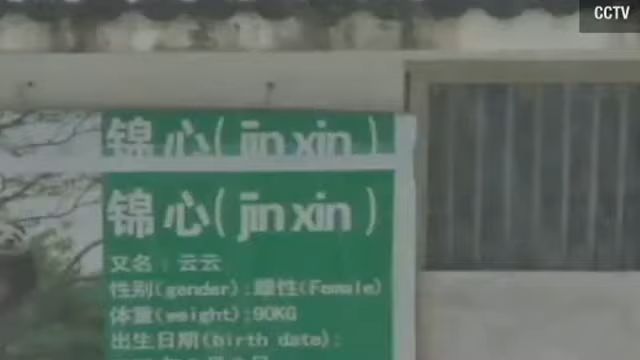 CCTV
锦心(jin xin)
锦心(jin xin)
又名：云云
性别(gender):雌性(Female)
体重(weight):90KG
出生日期(birth date):